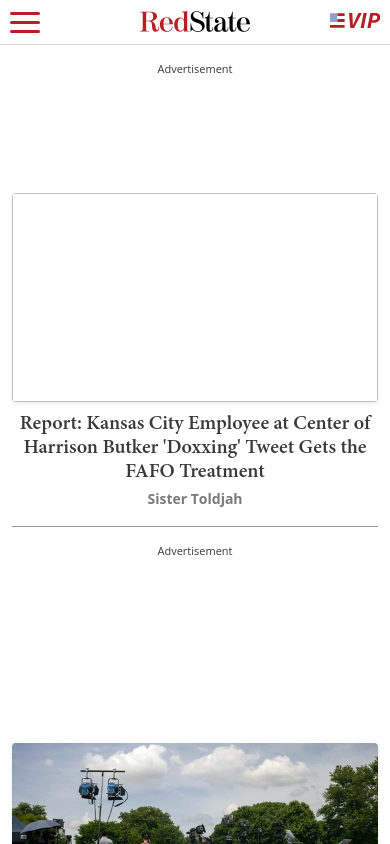 RedState
VIP
Advertisement
Report: Kansas City Employee at Center of
Harrison Butker 'Doxxing' Tweet Gets the
FAFO Treatment
Sister Toldjah
Advertisement